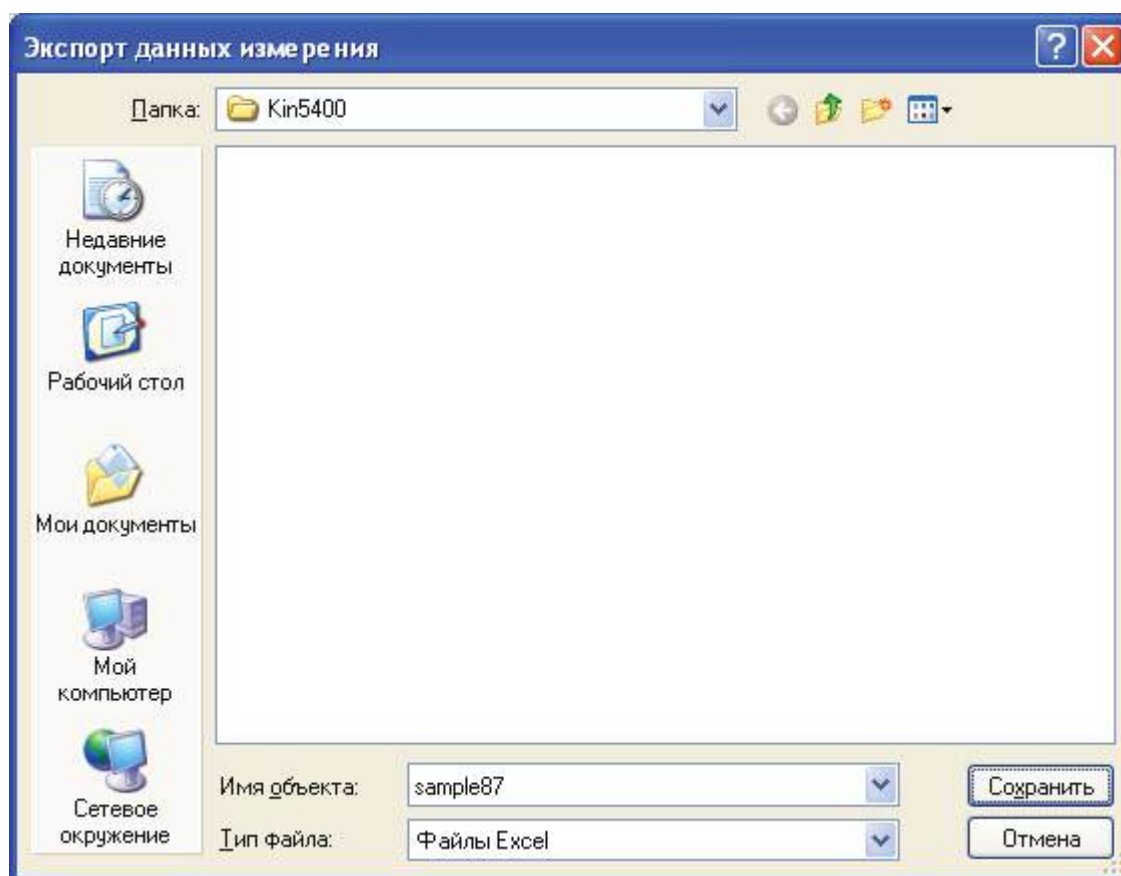 Экспорт данных измерения
Папка:
Kin5400
Недавние
документы
Рабочий стол
Мои документы
Мой
компьютер
Сетевое
окружение
Имя объекта:
sample87
Сохранить
Тип файла:
Файлы Excel
Отмена